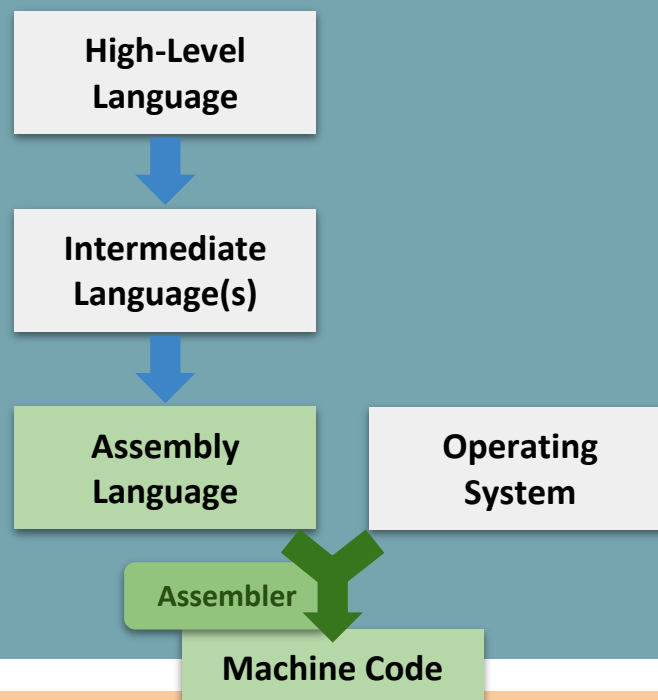 High-Level
Language
Intermediate
Language(s)
Assembly
Language
Operating
System
Assembler
Machine Code